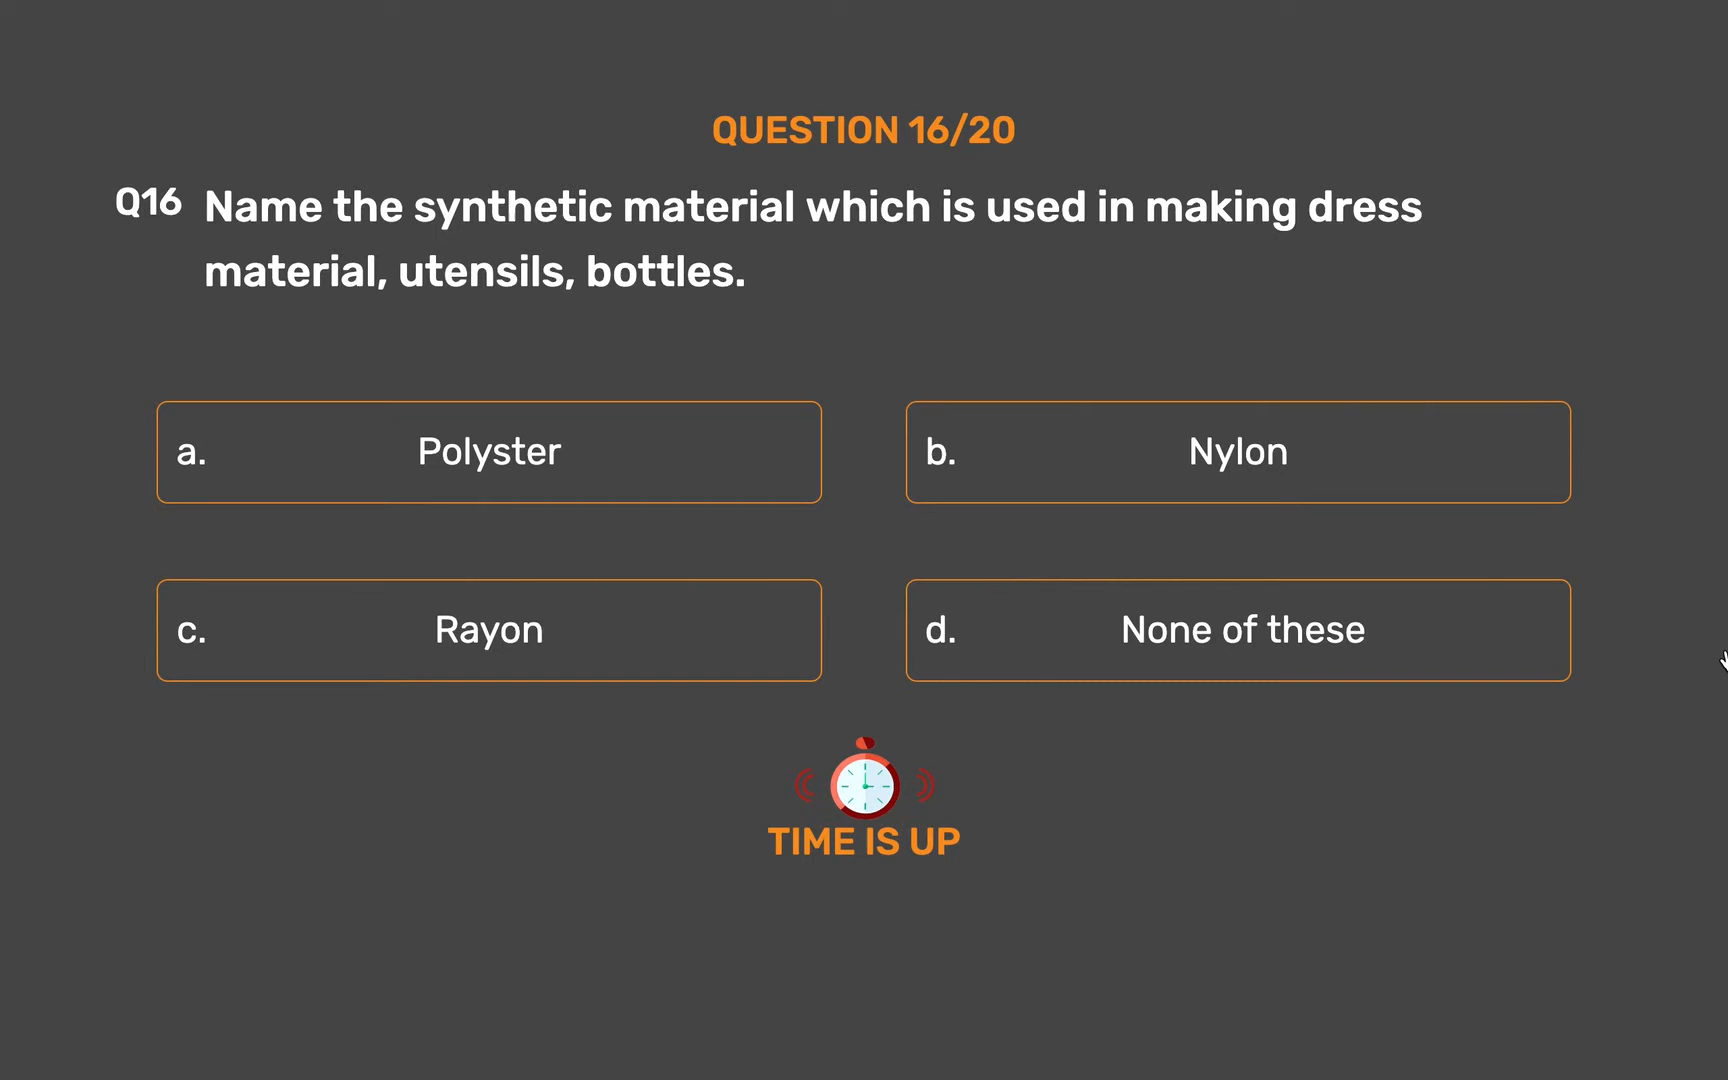 QUESTION 16/20
Q16 Name the synthetic material which is used in making dress
material, utensils, bottles.
a. Polyster
b. Nylon
c. Rayon
d. None of these
TIME IS UP